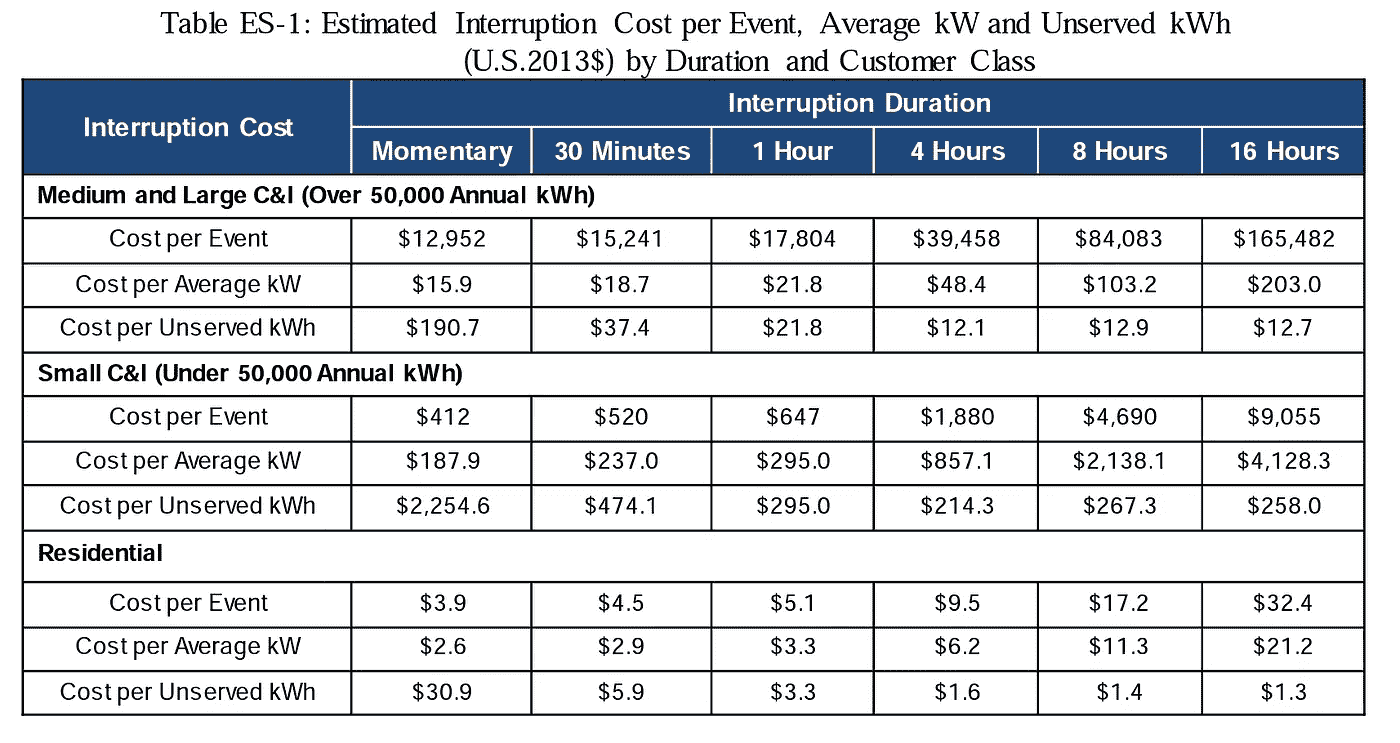 Table ES-1: Estimated Interruption Cost per Event, Average kW and Unserved kWh
(U.S.2013$) by Duration and Customer Class
Interruption Cost
Interruption Duration
Momentary 30 Minutes 1 Hour 4 Hours 8 Hours 16 Hours
Medium and Large C&I (Over 50,000 Annual kWh)
Cost per Event $12,952 $15,241 $17,804 $39,458 $84,083 $165,482
Cost per Average kW $15.9 $18.7 $21.8 $48.4 $103.2 $203.0
Cost per Unserved kWh $190.7 $37.4 $21.8 $12.1 $12.9 $12.7
Small C&I (Under 50,000 Annual kWh)
Cost per Event $412 $520 $647 $1,880 $4,690 $9,055
Cost per Average kW $187.9 $237.0 $295.0 $857.1 $2,138.1 $4,128.3
Cost per Unserved kWh $2,254.6 $474.1 $295.0 $214.3 $267.3 $258.0
Residential
Cost per Event $3.9 $4.5 $5.1 $9.5 $17.2 $32.4
Cost per Average kW $2.6 $2.9 $3.3 $6.2 $11.3 $21.2
Cost per Unserved kWh $30.9 $5.9 $3.3 $1.6 $1.4 $1.3